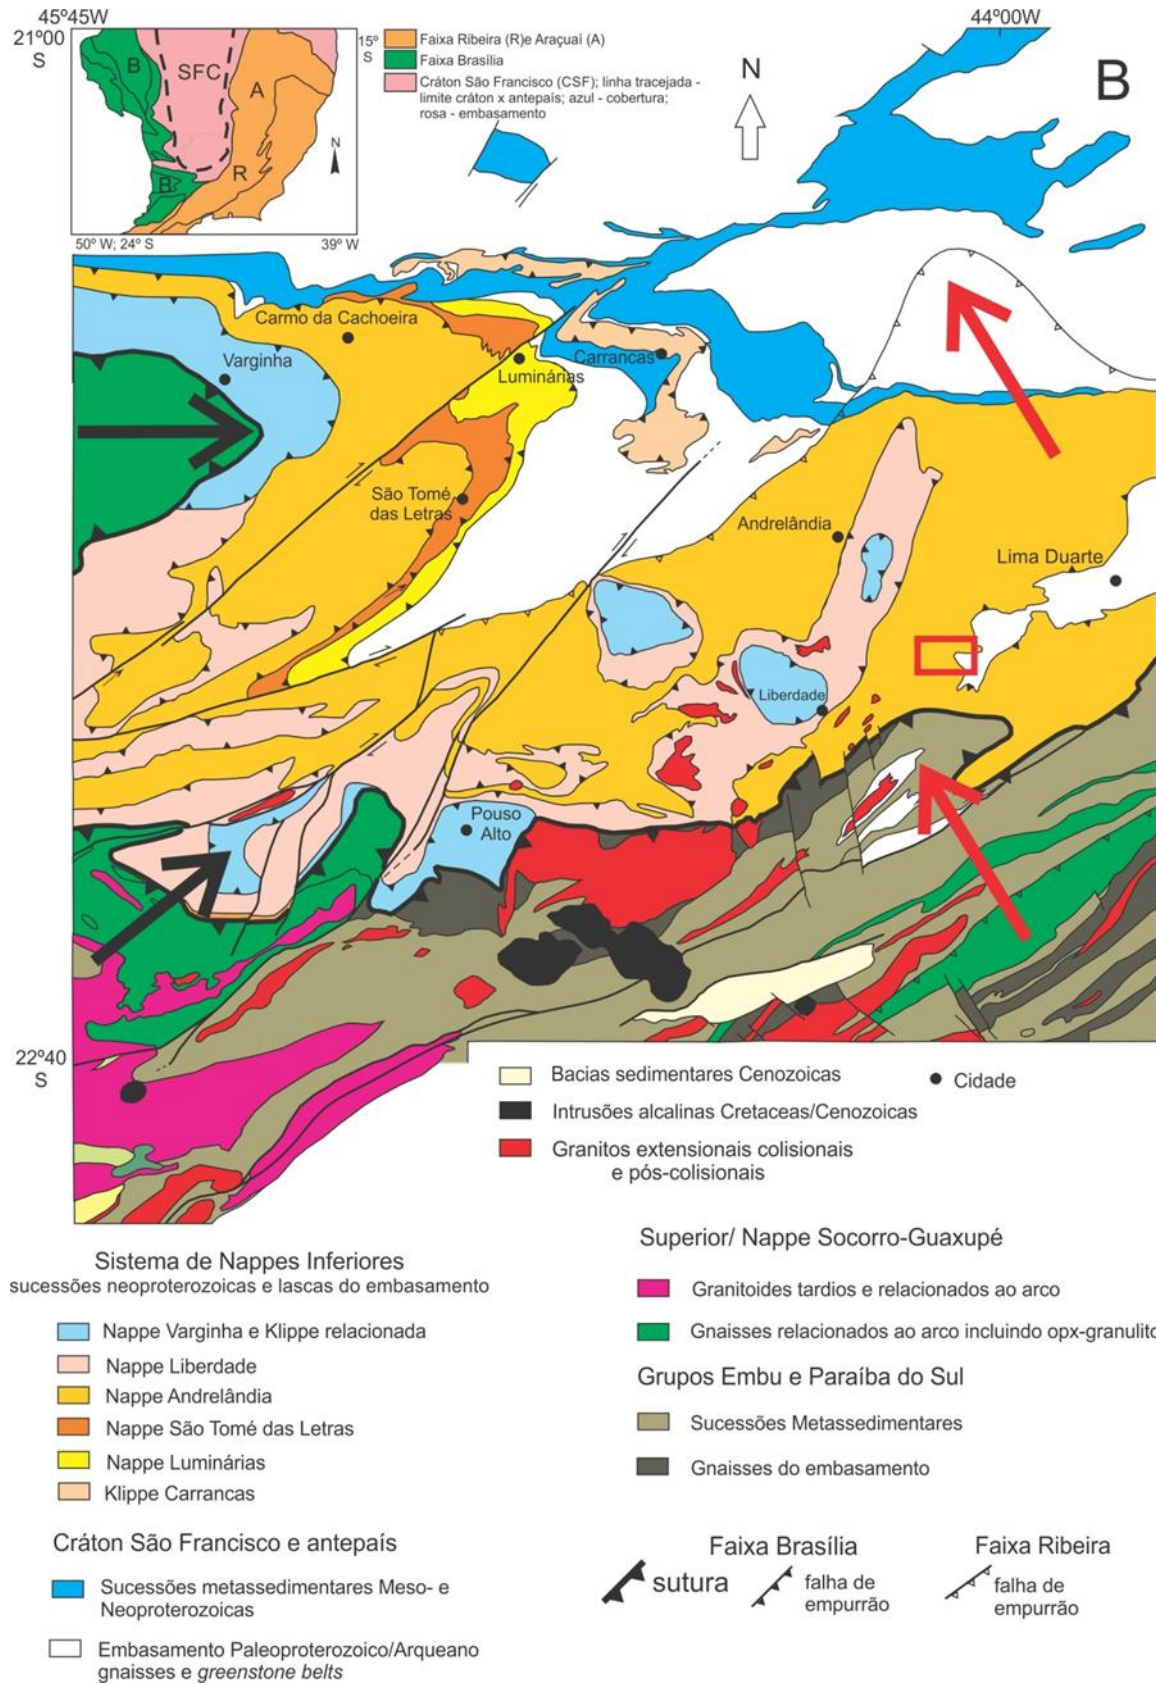 45º45W
44º00W
21º00
S
15º
S
Faixa Ribeira (R)e Araçuaí (A)
Faixa Brasília
Cráton São Francisco (CSF); linha tracejada -
limite cráton x antepaís; azul - cobertura;
rosa - embasamento
B
SFC
A
B
R
N
50º W; 24º S
39º W
N
B
Carmo da Cachoeira
Varginha
Luminárias
Carrancas
São Tomé
das Letras
Andrelândia
Lima Duarte
Liberdade
Pouso
Alto
22º40
S
Bacias sedimentares Cenozoicas
Cidade
Intrusões alcalinas Cretaceas/Cenozoicas
Granitos extensionais colisionais
e pós-colisionais
Sistema de Nappes Inferiores
sucessões neoproterozoicas e lascas do embasamento
Nappe Varginha e Klippe relacionada
Nappe Liberdade
Nappe Andrelândia
Nappe São Tomé das Letras
Nappe Luminárias
Klippe Carrancas
Superior/ Nappe Socorro-Guaxupé
Granitoides tardios e relacionados ao arco
Gnaisses relacionados ao arco incluindo opx-granulito
Grupos Embu e Paraíba do Sul
Sucessões Metassedimentares
Gnaisses do embasamento
Cráton São Francisco e antepaís
Sucessões metassedimentares Meso- e
Neoproterozoicas
Embasamento Paleoproterozoico/Arqueano
gnaisses e greenstone belts
Faixa Brasília
sutura
falha de
empurrão
Faixa Ribeira
falha de
empurrão